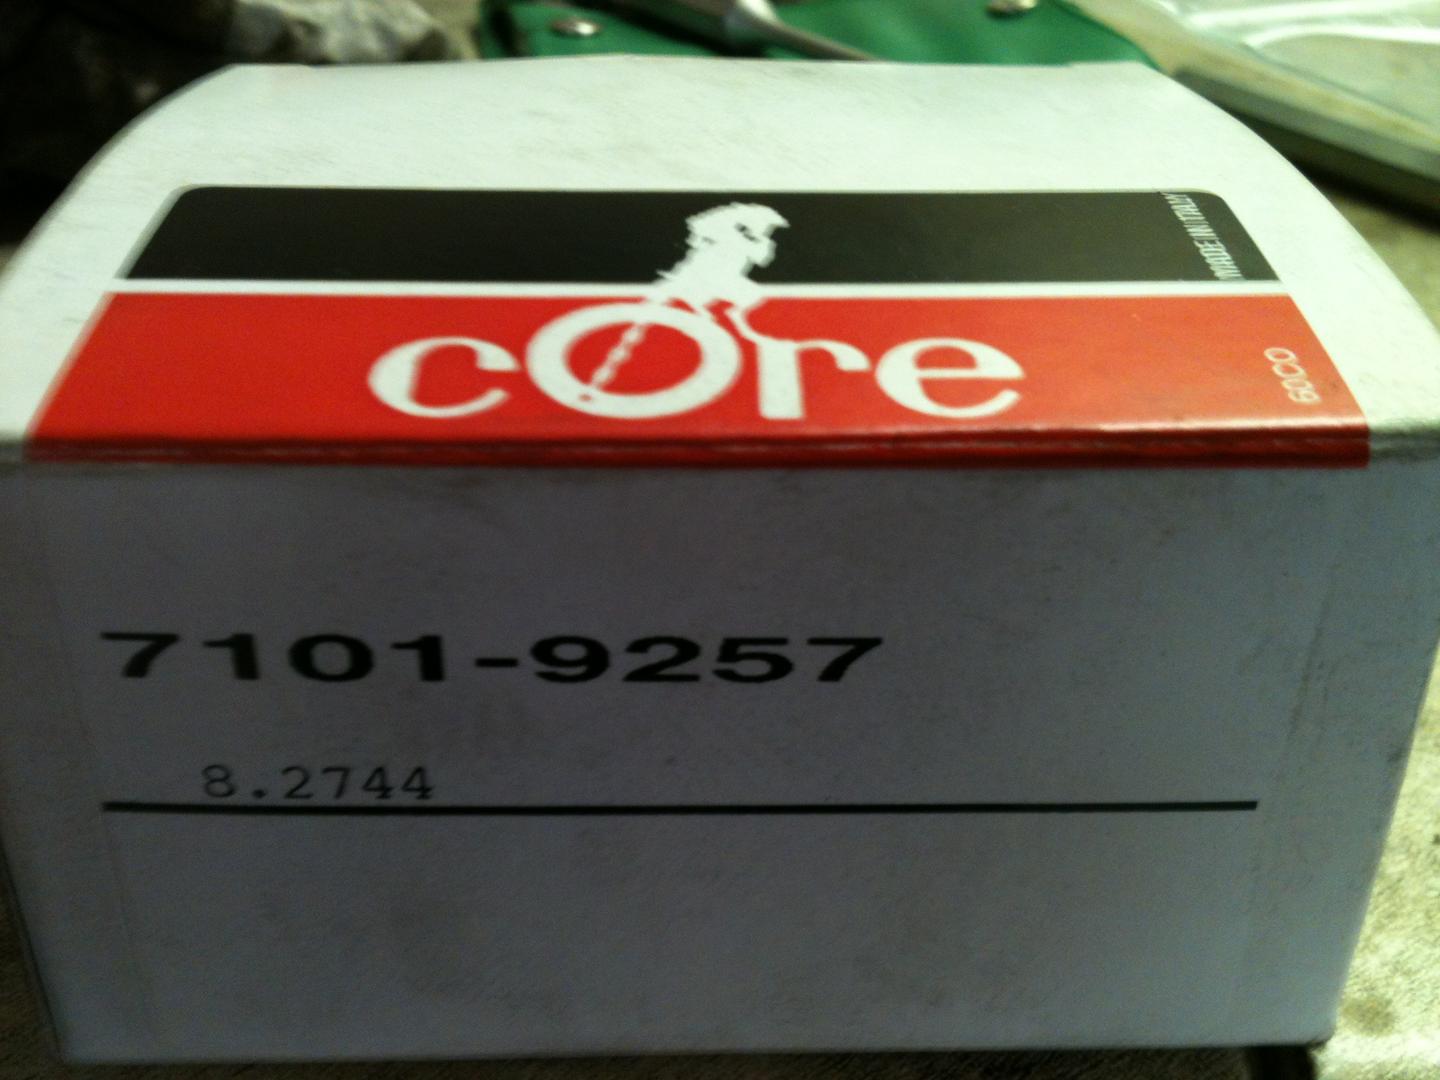 MADE IN ITALY
core
60CO
7101-9257
8.2744